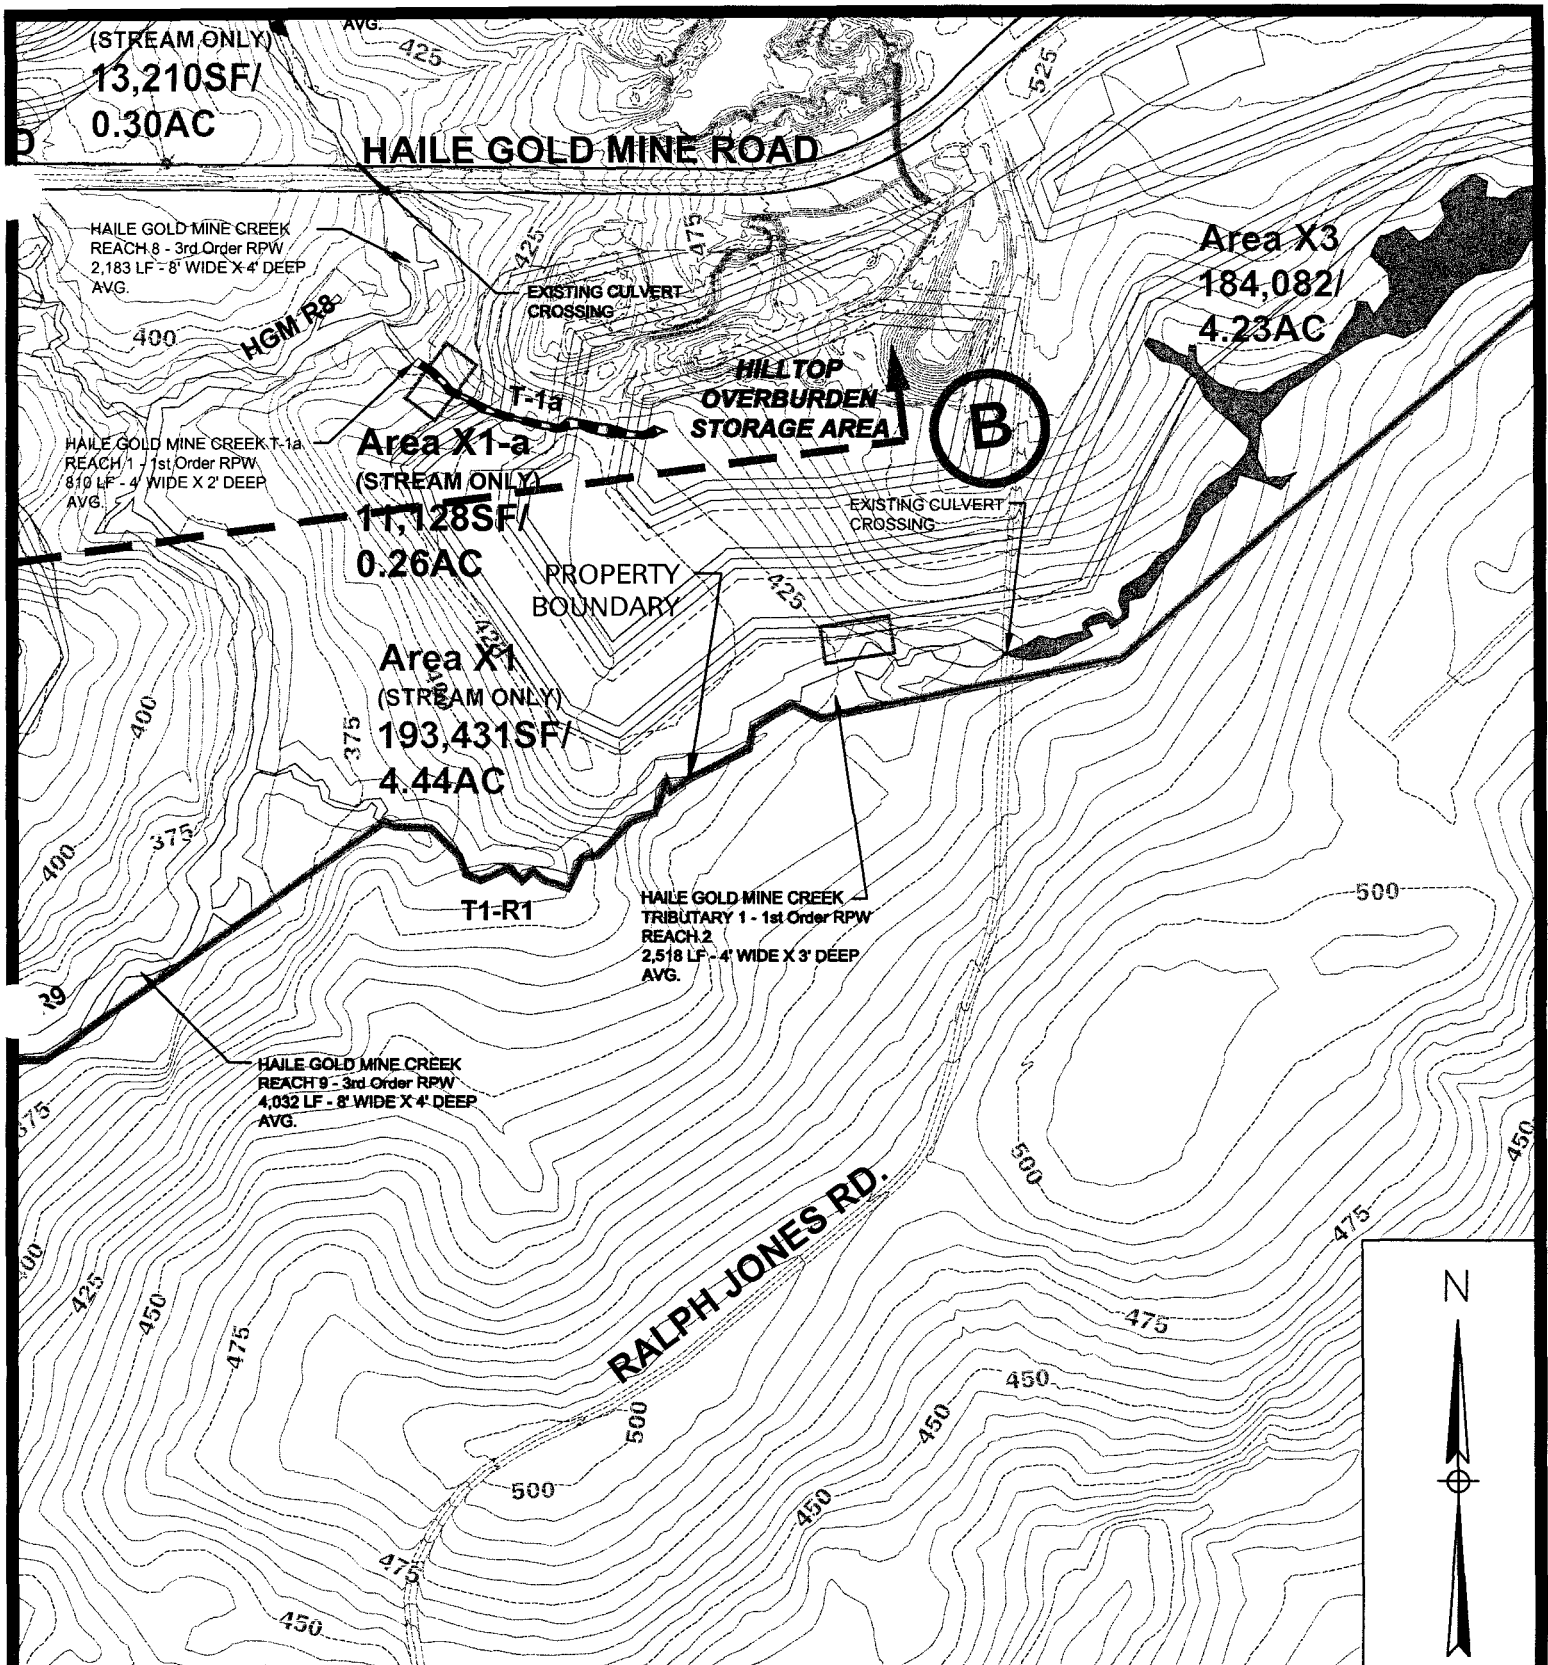 AVG.
(STREAM ONLY)
13,210SF/
0.30AC
425
525
HAILE GOLD MINE ROAD
HAILE GOLD MINE CREEK
REACH 8 - 3rd Order RPW
2,183 LF - 8' WIDE X 4' DEEP
AVG.
425
475
EXISTING CULVERT
CROSSING
Area X3
184,082/
4.23AC
400
HGM R8
HILLTOP
OVERBURDEN
STORAGE AREA
B
T-1a
HAILE GOLD MINE CREEK T-1a
REACH 1 - 1st Order RPW
810 LF - 4' WIDE X 2' DEEP
AVG.
Area X1-a
(STREAM ONLY)
11,128SF/
0.26AC
EXISTING CULVERT
CROSSING
PROPERTY
BOUNDARY
425
425
Area X1
(STREAM ONLY)
193,431SF/
4.44AC
400
375
375
400
T1-R1
HAILE GOLD MINE CREEK
TRIBUTARY 1 - 1st Order RPW
REACH 2
2,518 LF - 4' WIDE X 3' DEEP
AVG.
500
R9
HAILE GOLD MINE CREEK
REACH 9 - 3rd Order RPW
4,032 LF - 8' WIDE X 4' DEEP
AVG.
375
450
500
RALPH JONES RD.
475
400
425
450
475
N
475
450
450
500
500
450
475
450